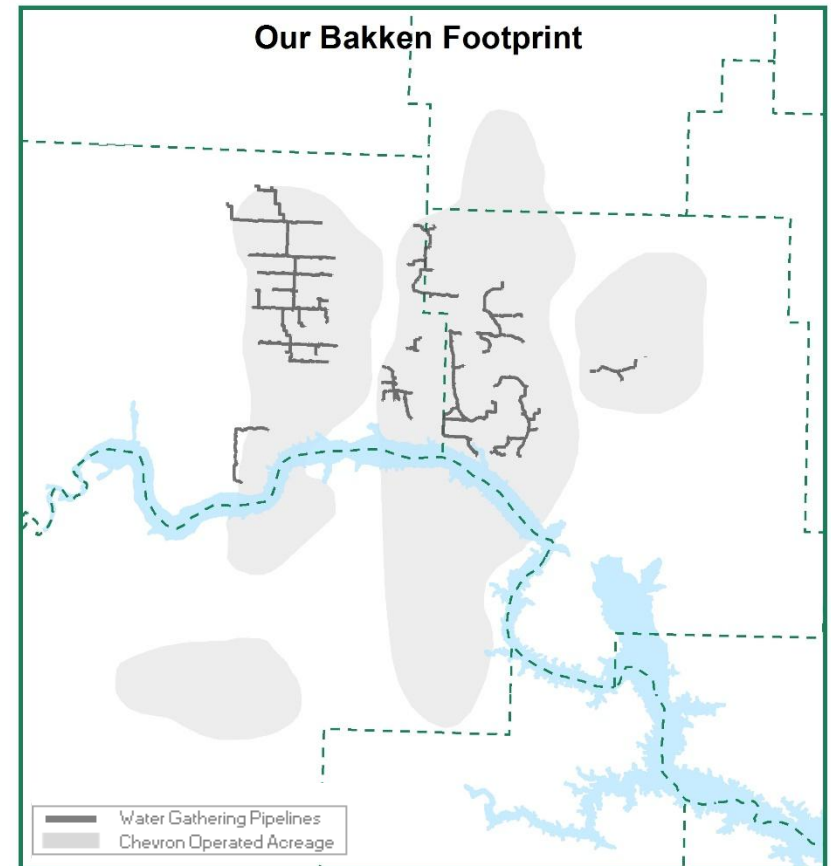 Our Bakken Footprint
Water Gathering Pipelines
Chevron Operated Acreage